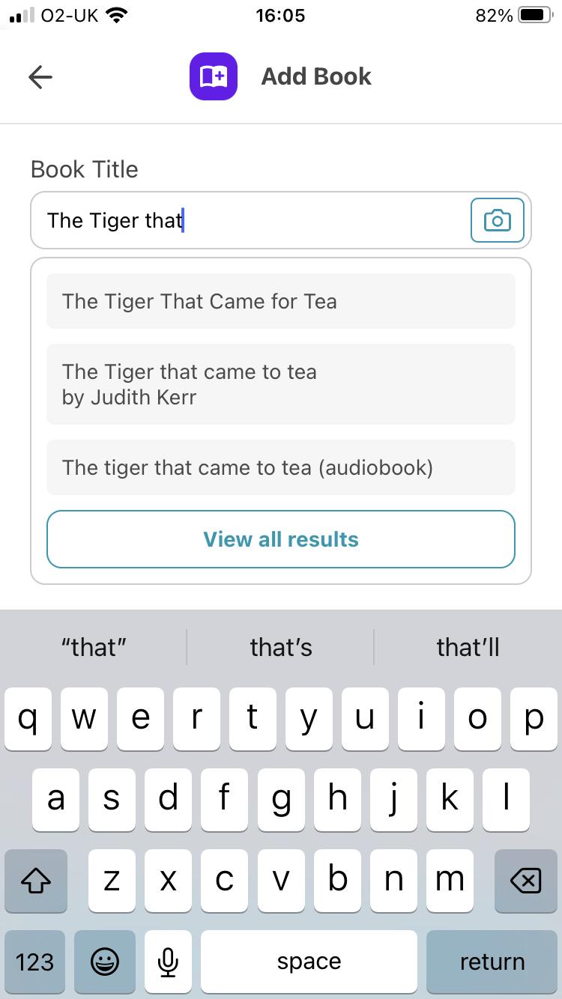 O2-UK 16:05 82%
Add Book
Book Title
The Tiger that
The Tiger That Came for Tea
The Tiger that came to tea
by Judith Kerr
The tiger that came to tea (audiobook)
View all results
“that” that’s that’ll
q w e r t y u i o p
a s d f g h j k l
z x c v b n m
123 space return